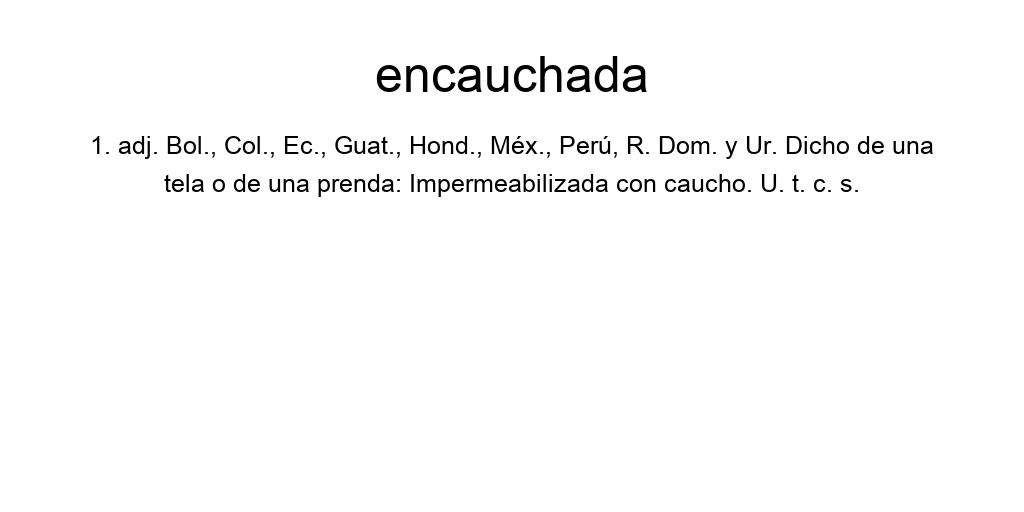 encauchada
1. adj. Bol., Col., Ec., Guat., Hond., Méx., Perú, R. Dom. y Ur. Dicho de una
tela o de una prenda: Impermeabilizada con caucho. U. t. c. s.